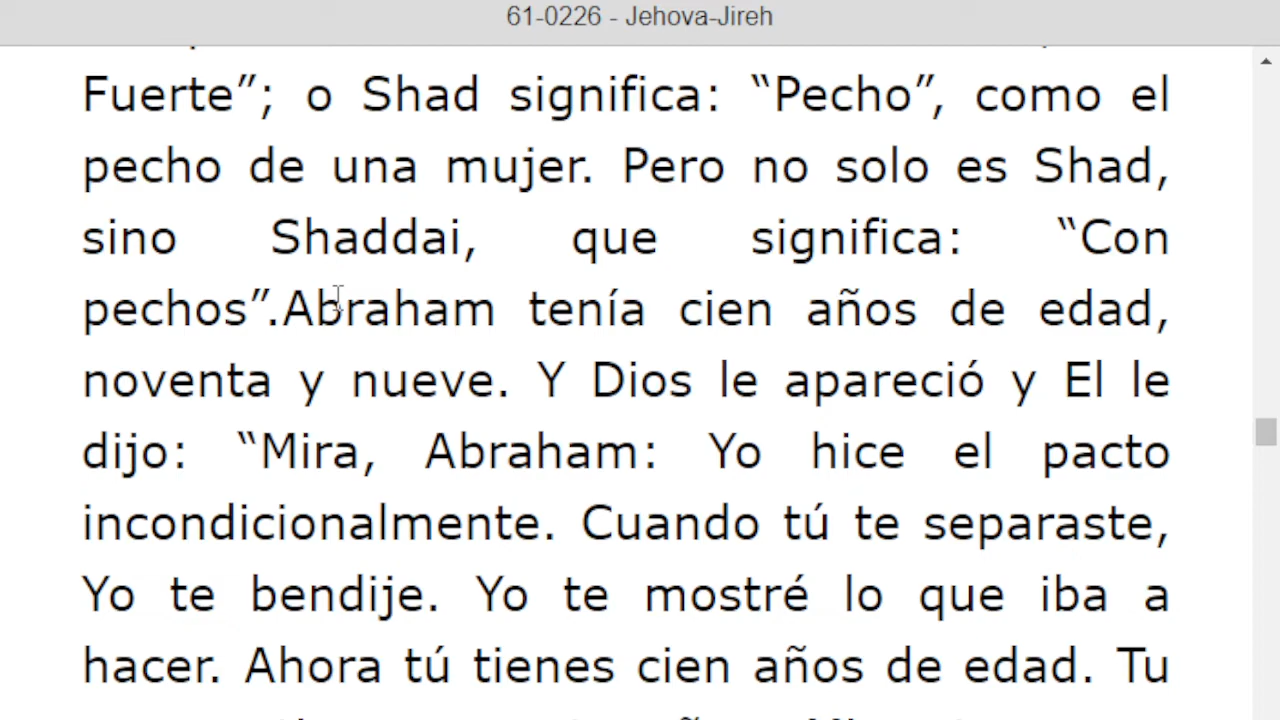 61-0226 - Jehova-Jireh
Fuerte”; o Shad significa: “Pecho”, como el
pecho de una mujer. Pero no solo es Shad,
sino Shaddai, que significa: “Con
pechos”.Abraham tenía cien años de edad,
noventa y nueve. Y Dios le apareció y El le
dijo: “Mira, Abraham: Yo hice el pacto
incondicionalmente. Cuando tú te separaste,
Yo te bendije. Yo te mostré lo que iba a
hacer. Ahora tú tienes cien años de edad. Tu